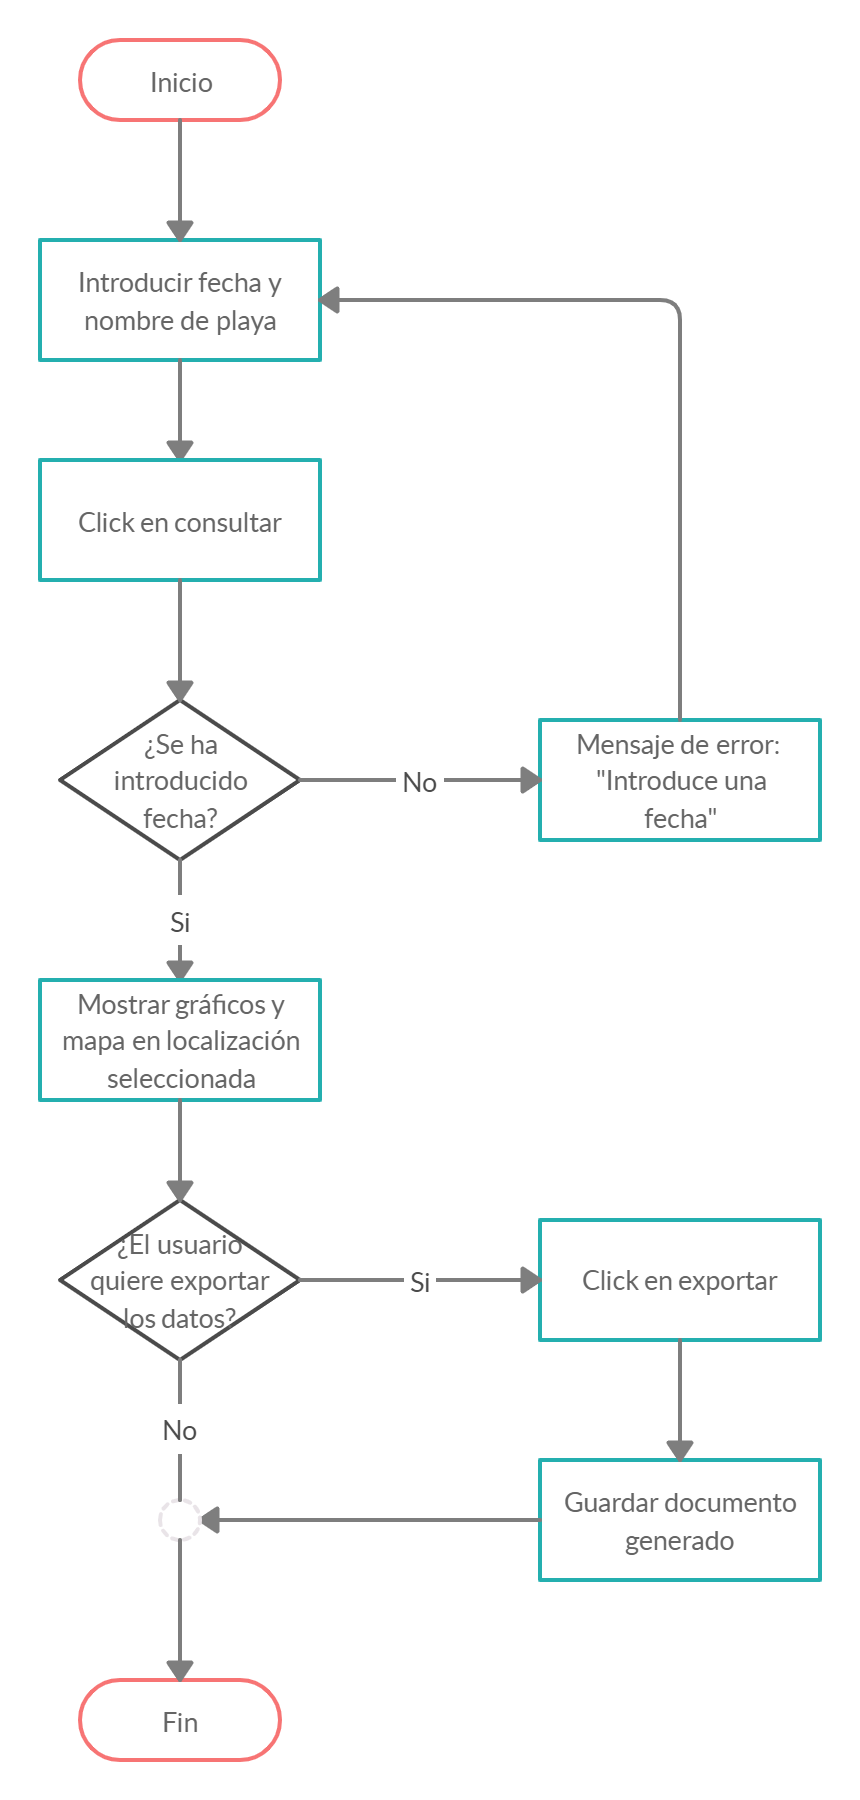 Inicio
Introducir fecha y
nombre de playa
Click en consultar
¿Se ha
introducido
fecha?
No
Mensaje de error:
"Introduce una
fecha"
Si
Mostrar gráficos y
mapa en localización
seleccionada
¿El usuario
quiere exportar
los datos?
Si
Click en exportar
No
Guardar documento
generado
Fin